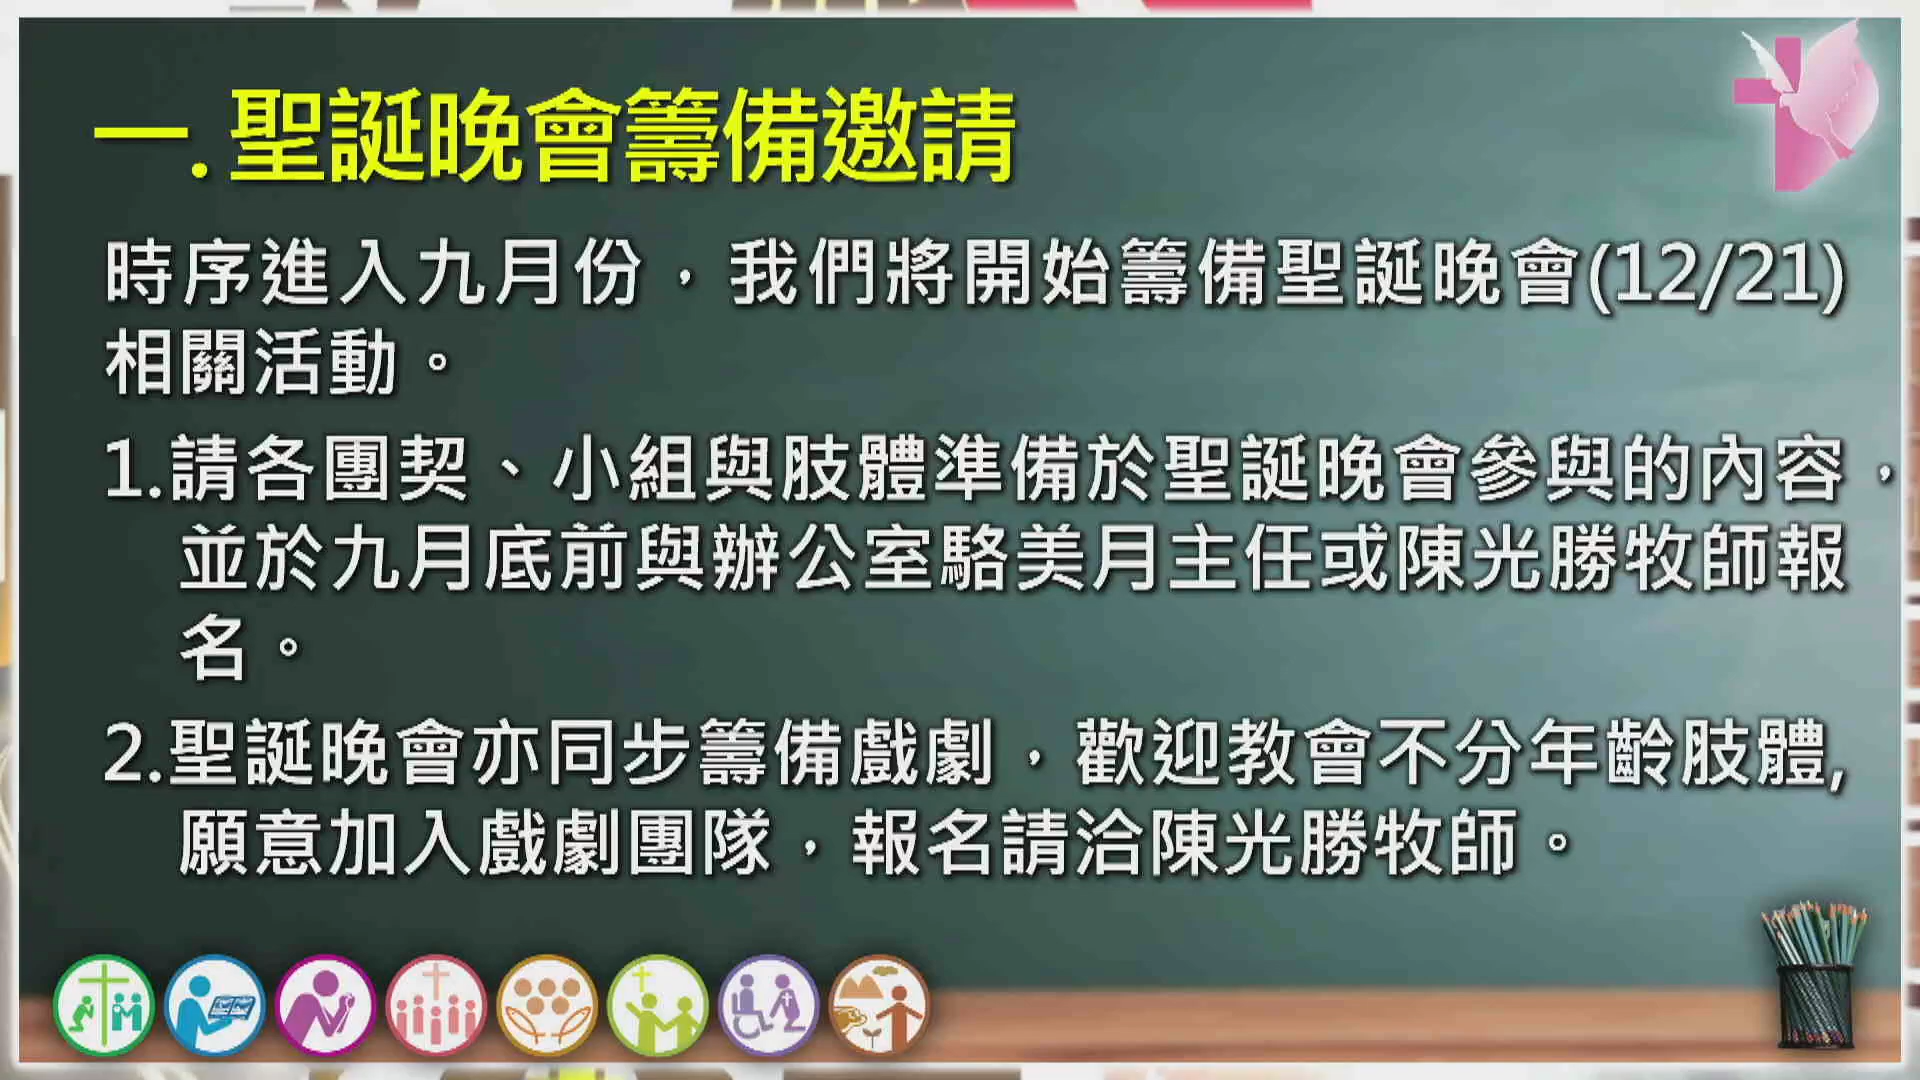 一.聖誕晚會籌備邀請
時序進入九月份，我們將開始籌備聖誕晚會(12/21)
相關活動。
1.請各團契、小組與肢體準備於聖誕晚會參與的內容，
並於九月底前與辦公室駱美月主任或陳光勝牧師報
名。
2.聖誕晚會亦同步籌備戲劇，歡迎教會不分年齡肢體,
願意加入戲劇團隊，報名請洽陳光勝牧師。